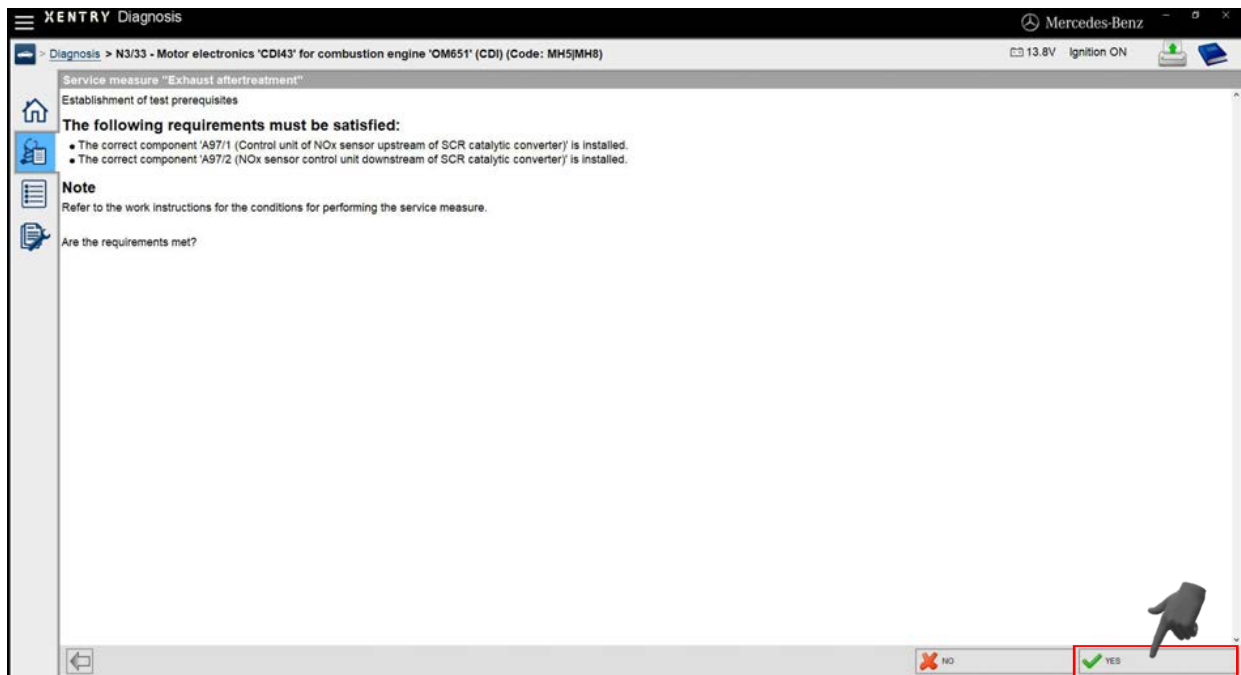 XENTRY Diagnosis
Mercedes-Benz
> Diagnosis > N3/33 - Motor electronics 'CDI43' for combustion engine 'OM651' (CDI) (Code: MH5|MH8)
13.8V Ignition ON
Service measure "Exhaust aftertreatment"
Establishment of test prerequisites
The following requirements must be satisfied:
• The correct component 'A97/1 (Control unit of NOx sensor upstream of SCR catalytic converter)' is installed.
• The correct component 'A97/2 (NOx sensor control unit downstream of SCR catalytic converter)' is installed.
Note
Refer to the work instructions for the conditions for performing the service measure.
Are the requirements met?
NO
YES